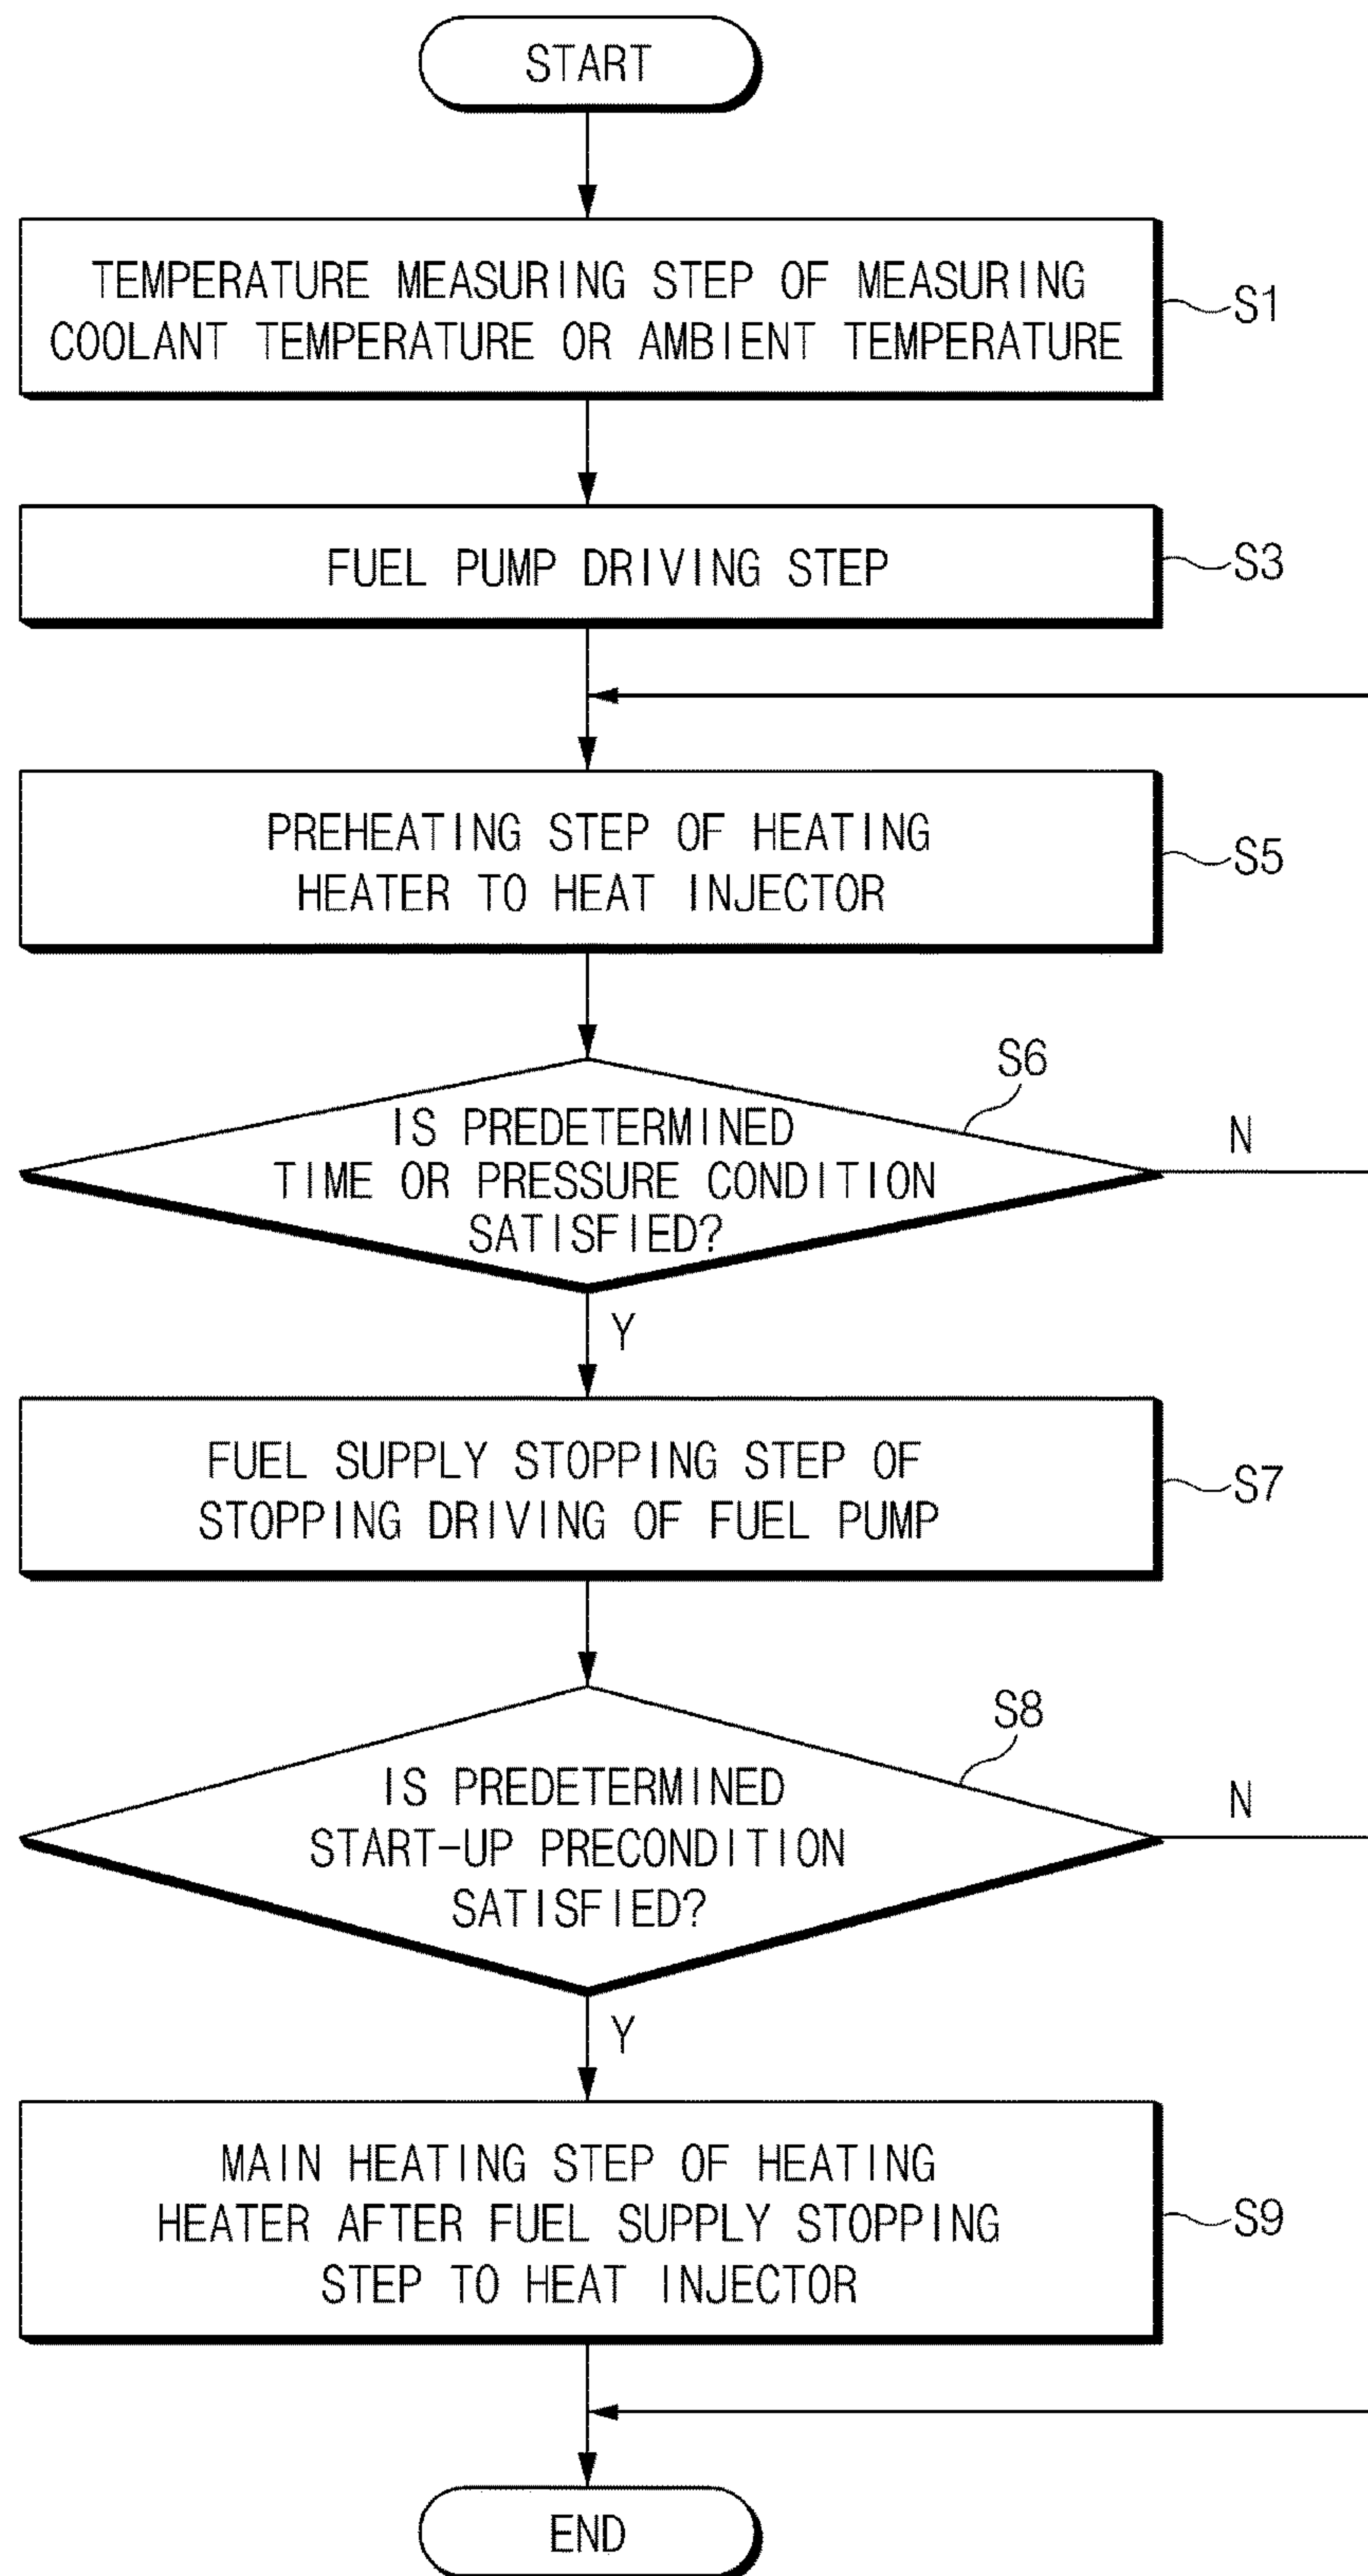 START
TEMPERATURE MEASURING STEP OF MEASURING
COOLANT TEMPERATURE OR AMBIENT TEMPERATURE
S1
FUEL PUMP DRIVING STEP
S3
PREHEATING STEP OF HEATING
HEATER TO HEAT INJECTOR
S5
S6
IS PREDETERMINED
TIME OR PRESSURE CONDITION
SATISFIED?
N
Y
FUEL SUPPLY STOPPING STEP OF
STOPPING DRIVING OF FUEL PUMP
S7
S8
IS PREDETERMINED
START-UP PRECONDITION
SATISFIED?
N
Y
MAIN HEATING STEP OF HEATING
HEATER AFTER FUEL SUPPLY STOPPING
STEP TO HEAT INJECTOR
S9
END